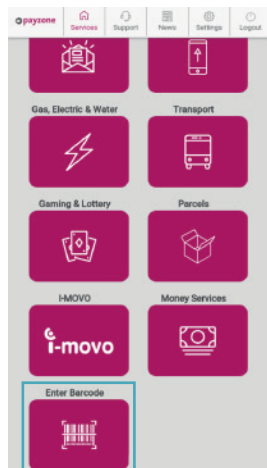 payzone Services Support News Settings Logout
Gas, Electric & Water Transport
Gaming & Lottery Parcels
i-MOVO Money Services
i-movo
Enter Barcode